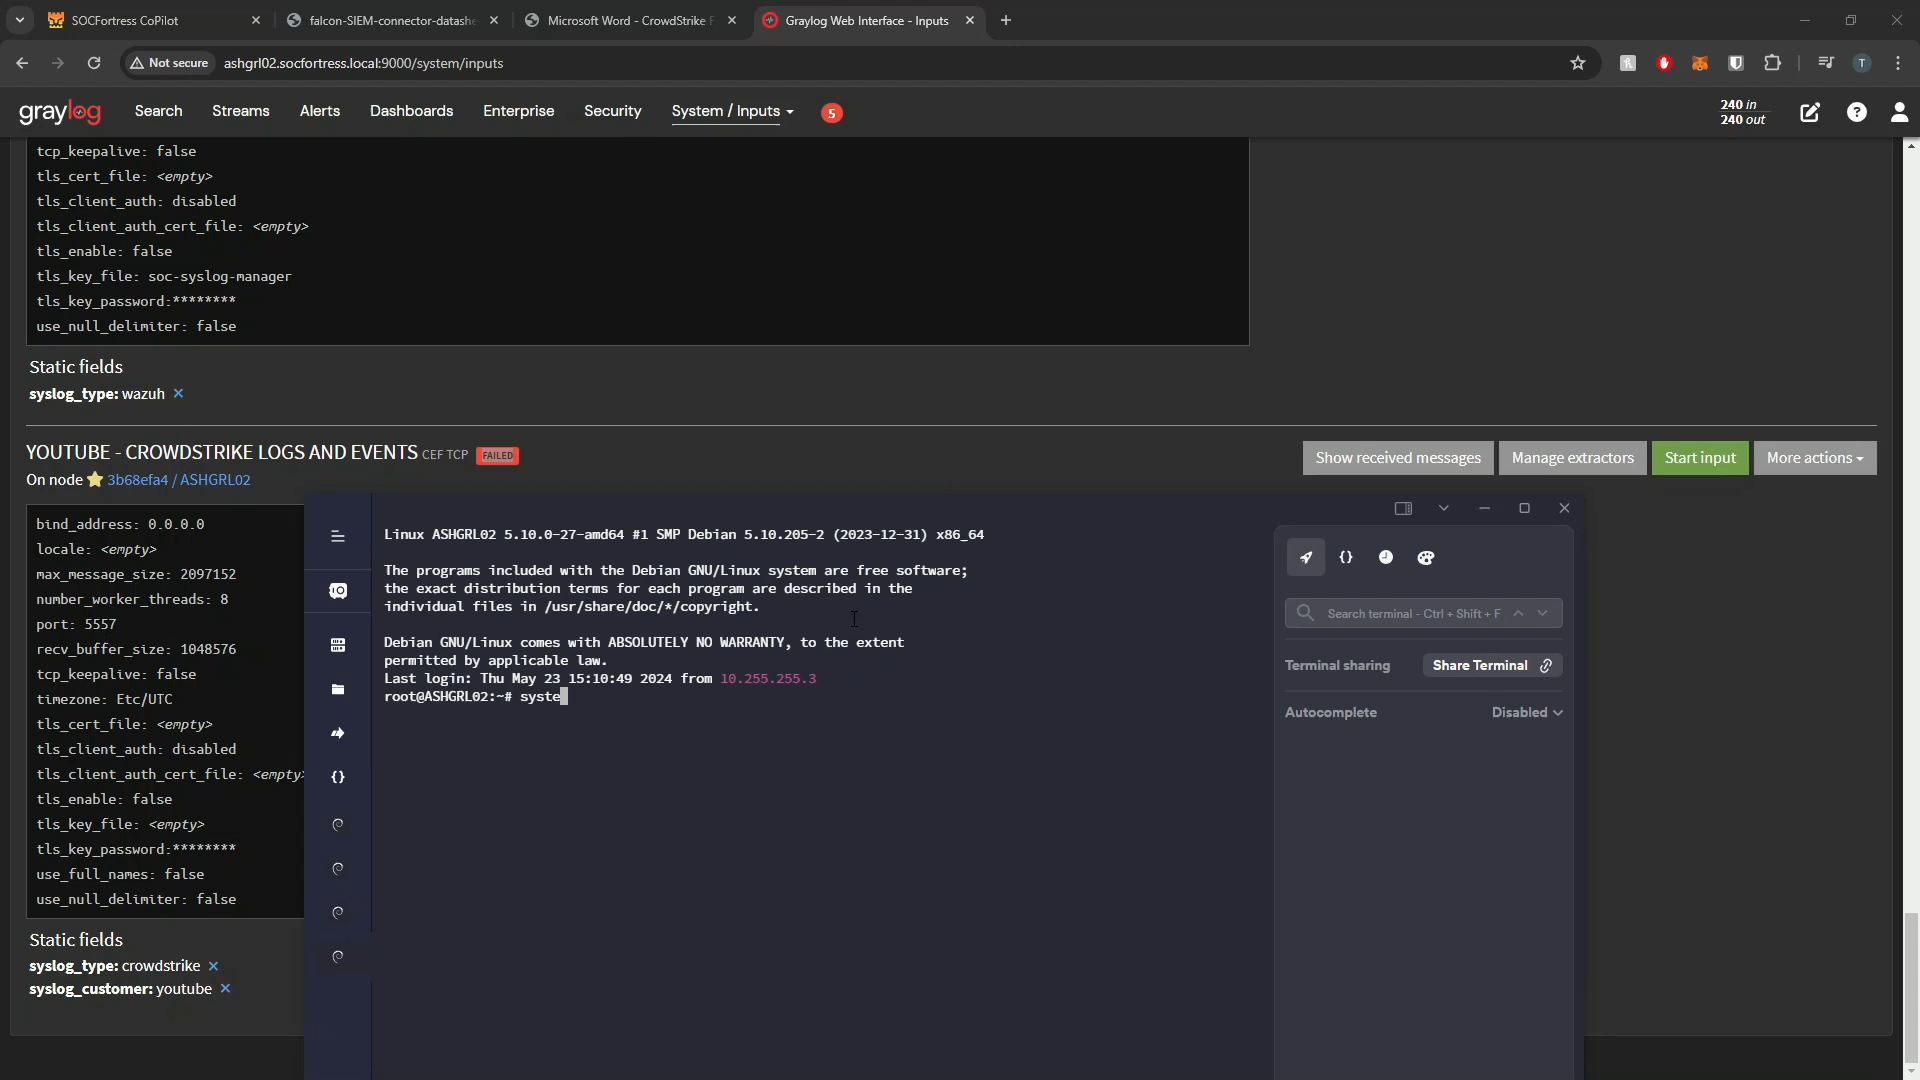 SOCFortress CoPilot
falcon-SIEM-connector-datashe
Microsoft Word - CrowdStrike F
Graylog Web Interface - Inputs
Not secure
ashgrl02.socfortress.local:9000/system/inputs
T
graylog
Search
Streams
Alerts
Dashboards
Enterprise
Security
System / Inputs
5
240 in
240 out
tcp_keepalive: false
tls_cert_file: <empty>
tls_client_auth: disabled
tls_client_auth_cert_file: <empty>
tls_enable: false
tls_key_file: soc-syslog-manager
tls_key_password:********
use_null_delimiter: false
Static fields
syslog_type: wazuh
YOUTUBE - CROWDSTRIKE LOGS AND EVENTS CEF TCP FAILED
Show received messages
Manage extractors
Start input
More actions
On node 3b68efa4 / ASHGRL02
bind_address: 0.0.0.0
locale: <empty>
max_message_size: 2097152
number_worker_threads: 8
port: 5557
recv_buffer_size: 1048576
tcp_keepalive: false
timezone: Etc/UTC
tls_cert_file: <empty>
tls_client_auth: disabled
tls_client_auth_cert_file: <empty>
tls_enable: false
tls_key_file: <empty>
tls_key_password:********
use_full_names: false
use_null_delimiter: false
Static fields
syslog_type: crowdstrike
syslog_customer: youtube
Linux ASHGRL02 5.10.0-27-amd64 #1 SMP Debian 5.10.205-2 (2023-12-31) x86_64
The programs included with the Debian GNU/Linux system are free software;
the exact distribution terms for each program are described in the
individual files in /usr/share/doc/*/copyright.
Debian GNU/Linux comes with ABSOLUTELY NO WARRANTY, to the extent
permitted by applicable law.
Last login: Thu May 23 15:10:49 2024 from 10.255.255.3
root@ASHGRL02:~# syste
Search terminal - Ctrl + Shift + F
Terminal sharing
Share Terminal
Autocomplete
Disabled